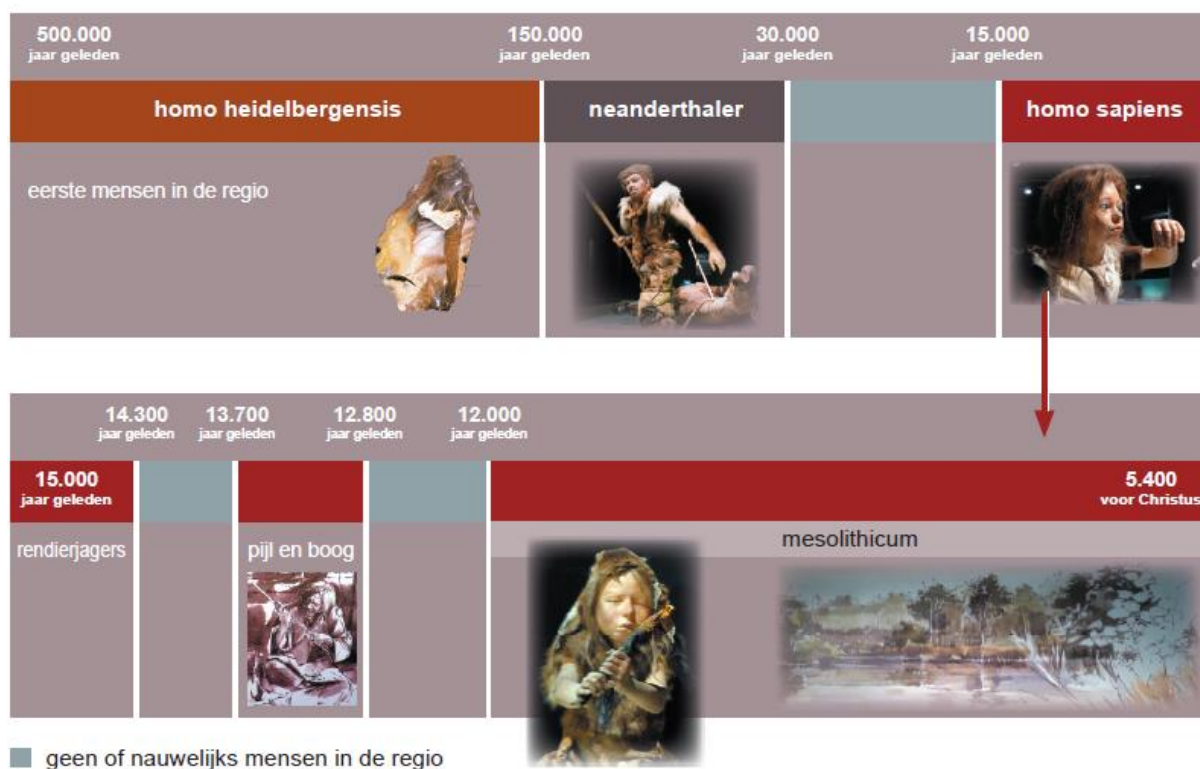 500.000
jaar geleden
150.000
jaar geleden
30.000
jaar geleden
15.000
jaar geleden
homo heidelbergensis
neanderthaler
homo sapiens
eerste mensen in de regio
14.300
jaar geleden
13.700
jaar geleden
12.800
jaar geleden
12.000
jaar geleden
15.000
jaar geleden
5.400
voor Christus
rendierjagers
pijl en boog
mesolithicum
geen of nauwelijks mensen in de regio